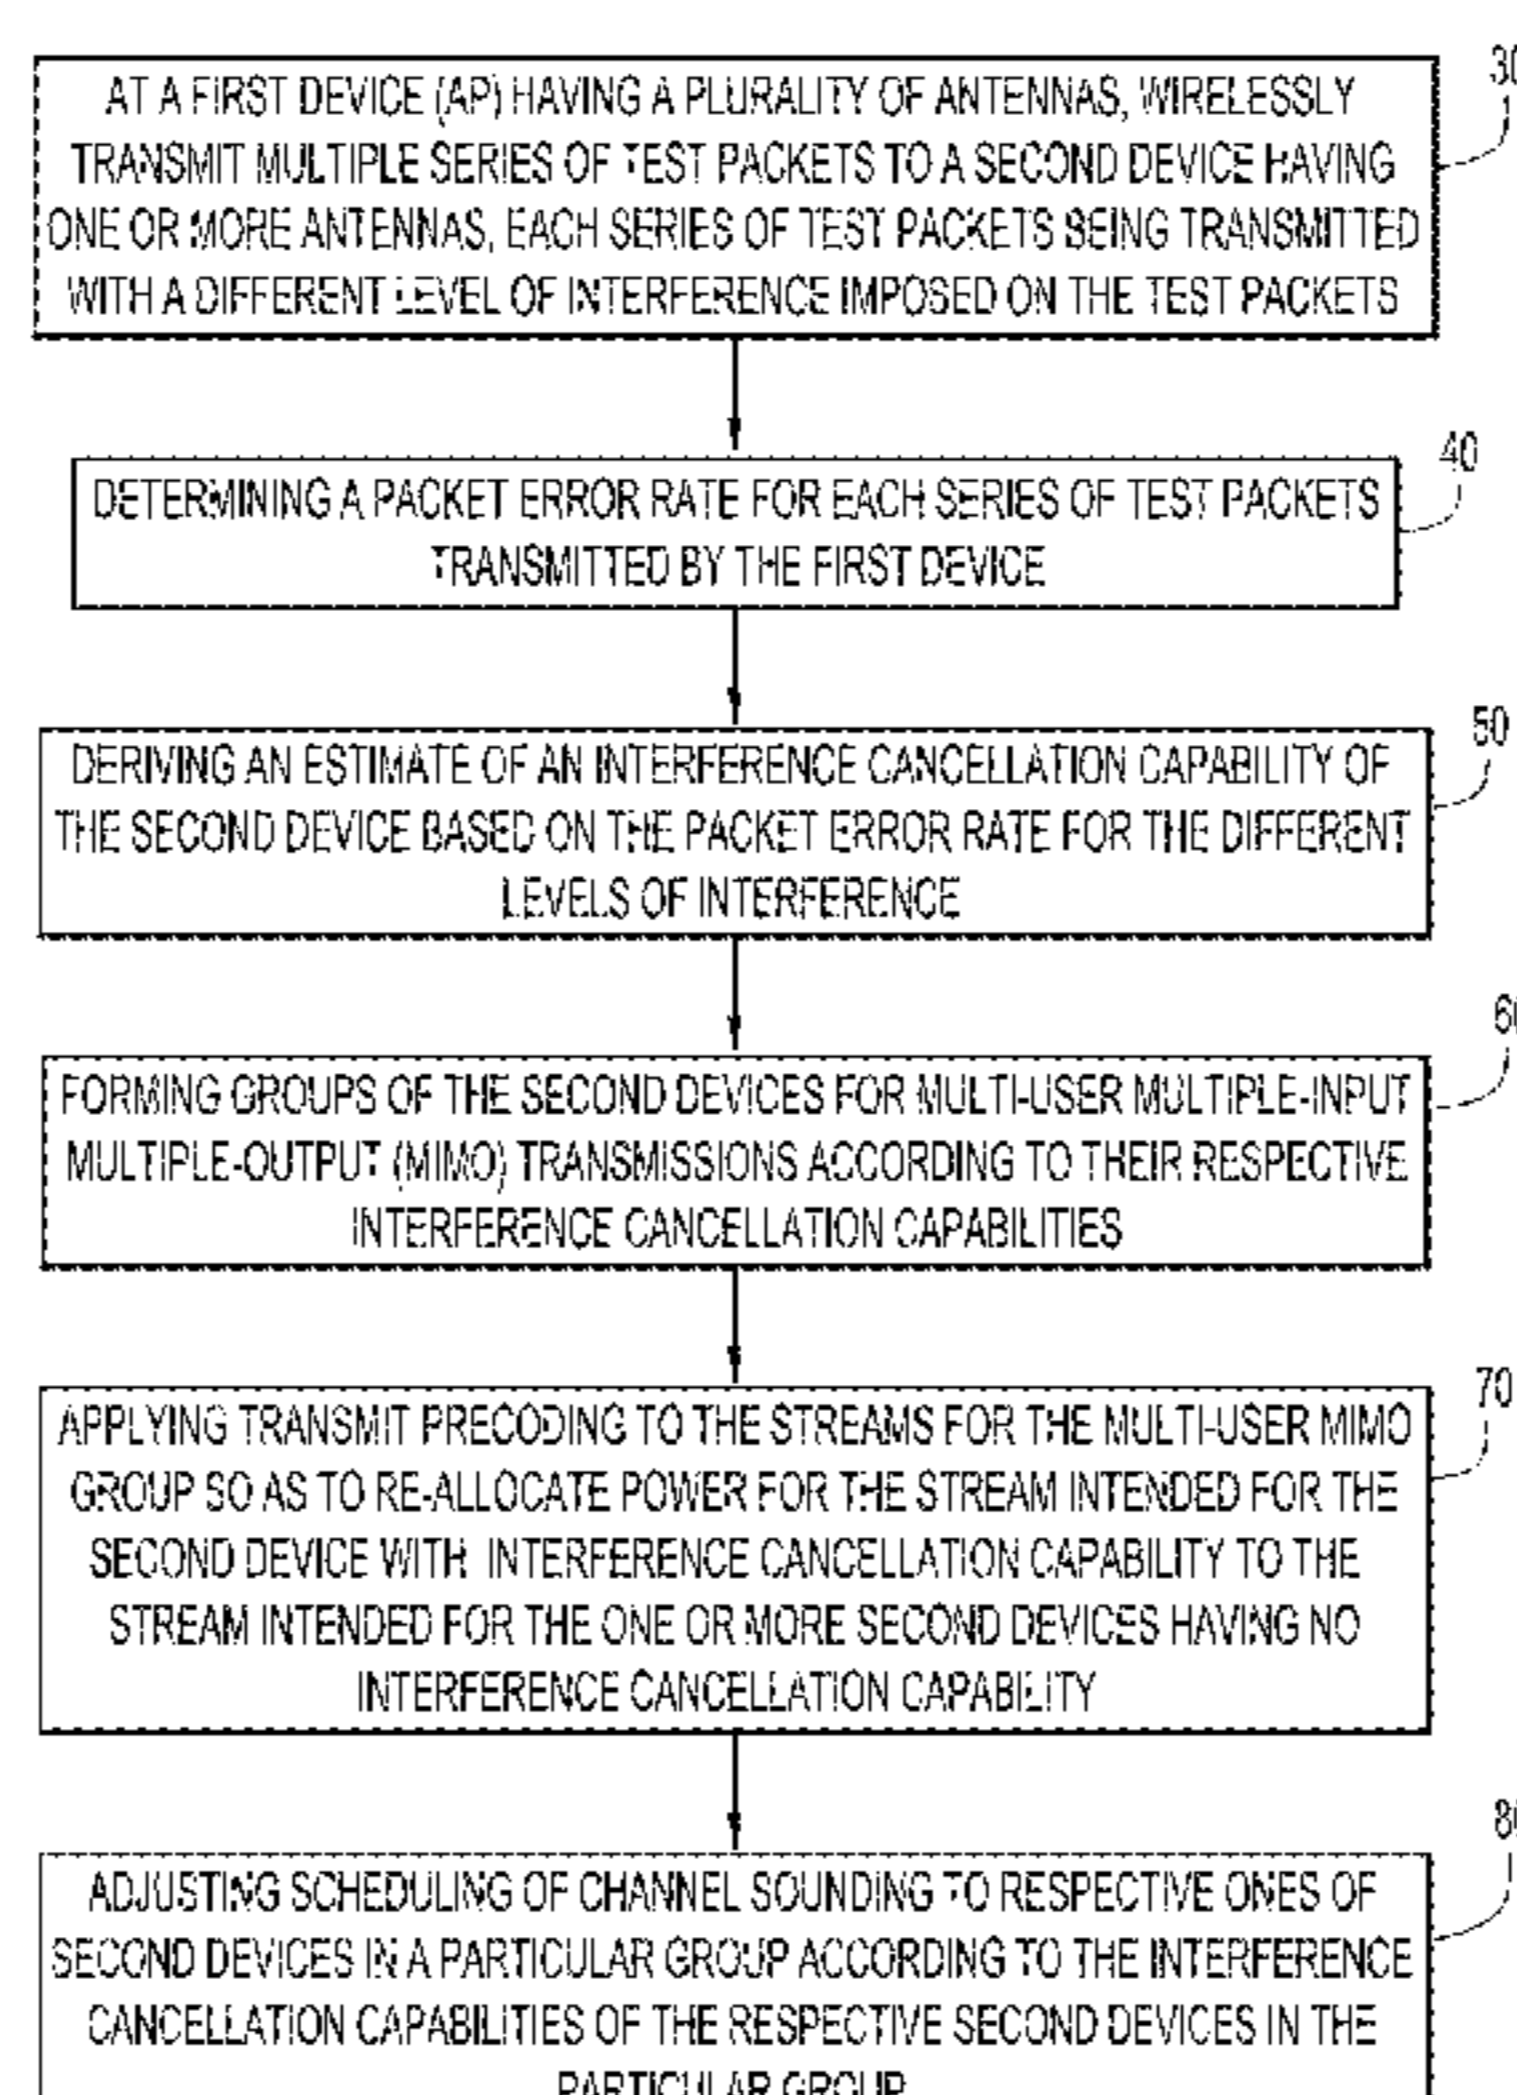 30
AT A FIRST DEVICE (AP) HAVING A PLURALITY OF ANTENNAS, WIRELESSLY
TRANSMIT MULTIPLE SERIES OF TEST PACKETS TO A SECOND DEVICE HAVING
ONE OR MORE ANTENNAS, EACH SERIES OF TEST PACKETS BEING TRANSMITTED
WITH A DIFFERENT LEVEL OF INTERFERENCE IMPOSED ON THE TEST PACKETS
40
DETERMINING A PACKET ERROR RATE FOR EACH SERIES OF TEST PACKETS
TRANSMITTED BY THE FIRST DEVICE
50
DERIVING AN ESTIMATE OF AN INTERFERENCE CANCELLATION CAPABILITY OF
THE SECOND DEVICE BASED ON THE PACKET ERROR RATE FOR THE DIFFERENT
LEVELS OF INTERFERENCE
60
FORMING GROUPS OF THE SECOND DEVICES FOR MULTI-USER MULTIPLE-INPUT
MULTIPLE-OUTPUT (MIMO) TRANSMISSIONS ACCORDING TO THEIR RESPECTIVE
INTERFERENCE CANCELLATION CAPABILITIES
70
APPLYING TRANSMIT PRECODING TO THE STREAMS FOR THE MULTI-USER MIMO
GROUP SO AS TO RE-ALLOCATE POWER FOR THE STREAM INTENDED FOR THE
SECOND DEVICE WITH INTERFERENCE CANCELLATION CAPABILITY TO THE
STREAM INTENDED FOR THE ONE OR MORE SECOND DEVICES HAVING NO
INTERFERENCE CANCELLATION CAPABILITY
80
ADJUSTING SCHEDULING OF CHANNEL SOUNDING TO RESPECTIVE ONES OF
SECOND DEVICES IN A PARTICULAR GROUP ACCORDING TO THE INTERFERENCE
CANCELLATION CAPABILITIES OF THE RESPECTIVE SECOND DEVICES IN THE
PARTICULAR GROUP